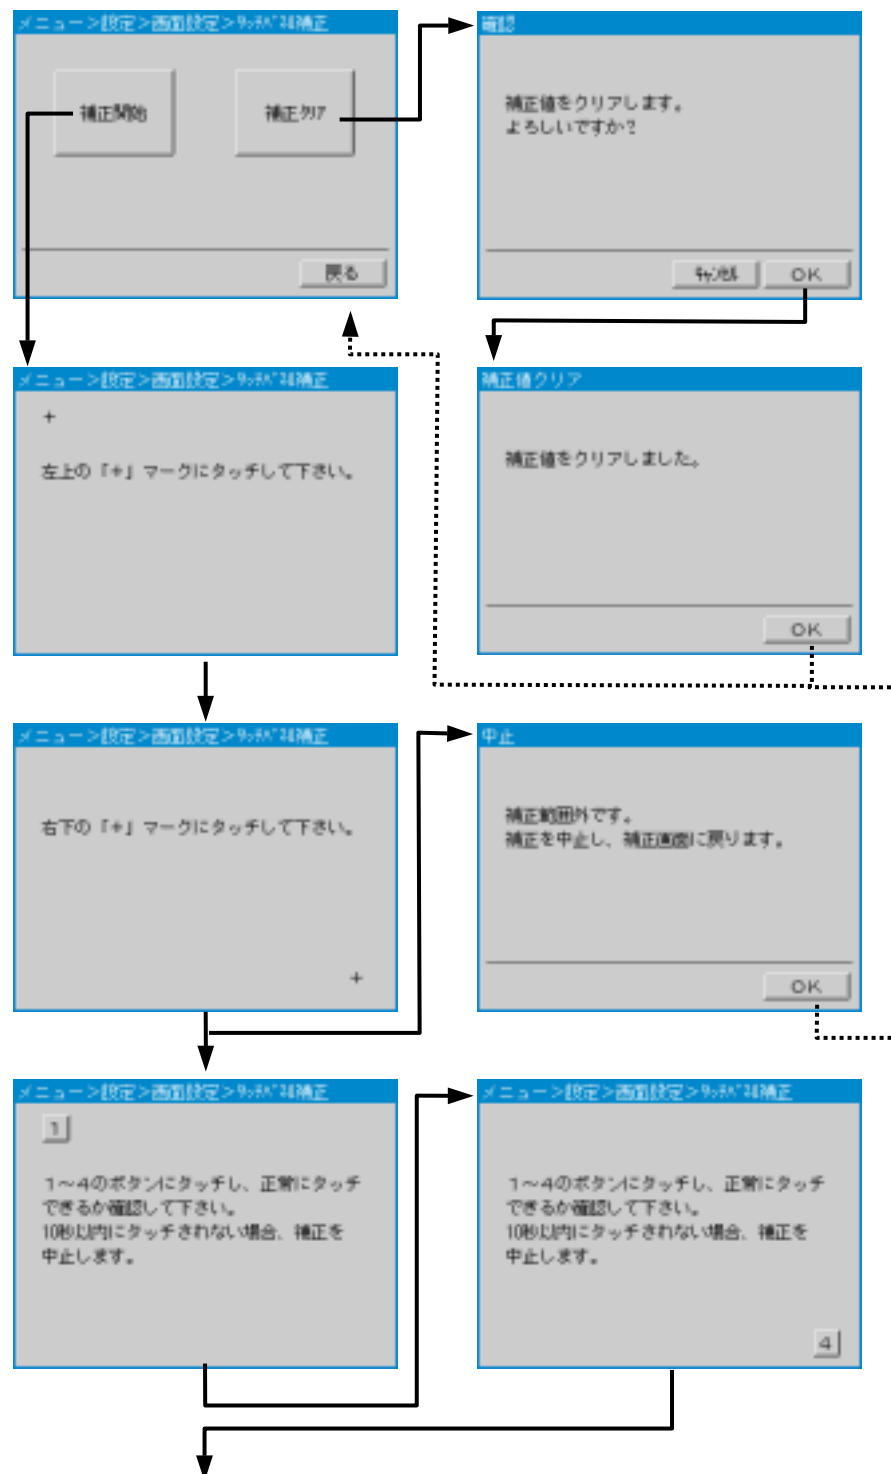 メニュー>設定>画面設定>ﾀｯﾁﾊﾟﾈﾙ補正
補正開始
補正ｸﾘｱ
戻る
確認
補正値をクリアします。
よろしいですか?
ｷｬﾝｾﾙ
OK
メニュー>設定>画面設定>ﾀｯﾁﾊﾟﾈﾙ補正
+
左上の「+」マークにタッチして下さい。
補正値クリア
補正値をクリアしました。
OK
メニュー>設定>画面設定>ﾀｯﾁﾊﾟﾈﾙ補正
右下の「+」マークにタッチして下さい。
+
中止
補正範囲外です。
補正を中止し、補正画面に戻ります。
OK
メニュー>設定>画面設定>ﾀｯﾁﾊﾟﾈﾙ補正
1
1～4のボタンにタッチし、正常にタッチ
できるか確認して下さい。
10秒以内にタッチされない場合、補正を
中止します。
メニュー>設定>画面設定>ﾀｯﾁﾊﾟﾈﾙ補正
1～4のボタンにタッチし、正常にタッチ
できるか確認して下さい。
10秒以内にタッチされない場合、補正を
中止します。
4